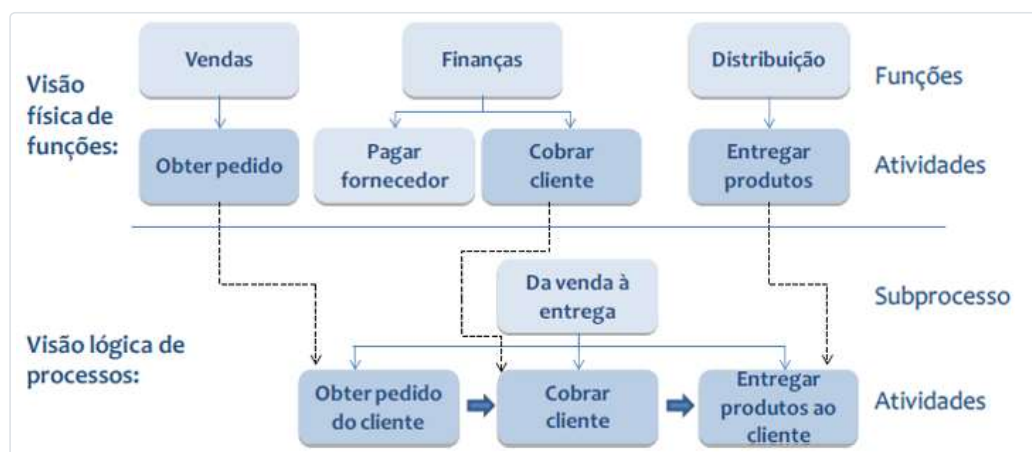 Vendas
Finanças
Distribuição
Funções
Visão
física de
funções:
Obter pedido
Pagar
fornecedor
Cobrar
cliente
Entregar
produtos
Atividades
Da venda à
entrega
Subprocesso
Visão lógica de
processos:
Obter pedido
do cliente
Cobrar
cliente
Entregar
produtos ao
cliente
Atividades